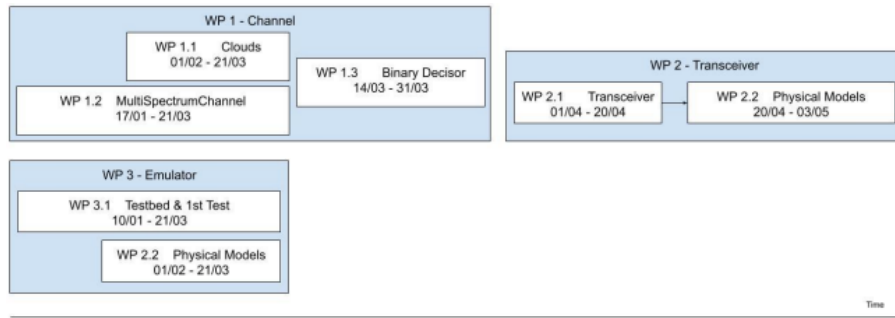 WP 1 - Channel
WP 1.1 Clouds
01/02 - 21/03
WP 1.2 MultiSpectrumChannel
17/01 - 21/03
WP 1.3 Binary Decisor
14/03 - 31/03
WP 2 - Transceiver
WP 2.1 Transceiver
01/04 - 20/04
WP 2.2 Physical Models
20/04 - 03/05
WP 3 - Emulator
WP 3.1 Testbed & 1st Test
10/01 - 21/03
WP 2.2 Physical Models
01/02 - 21/03
Time